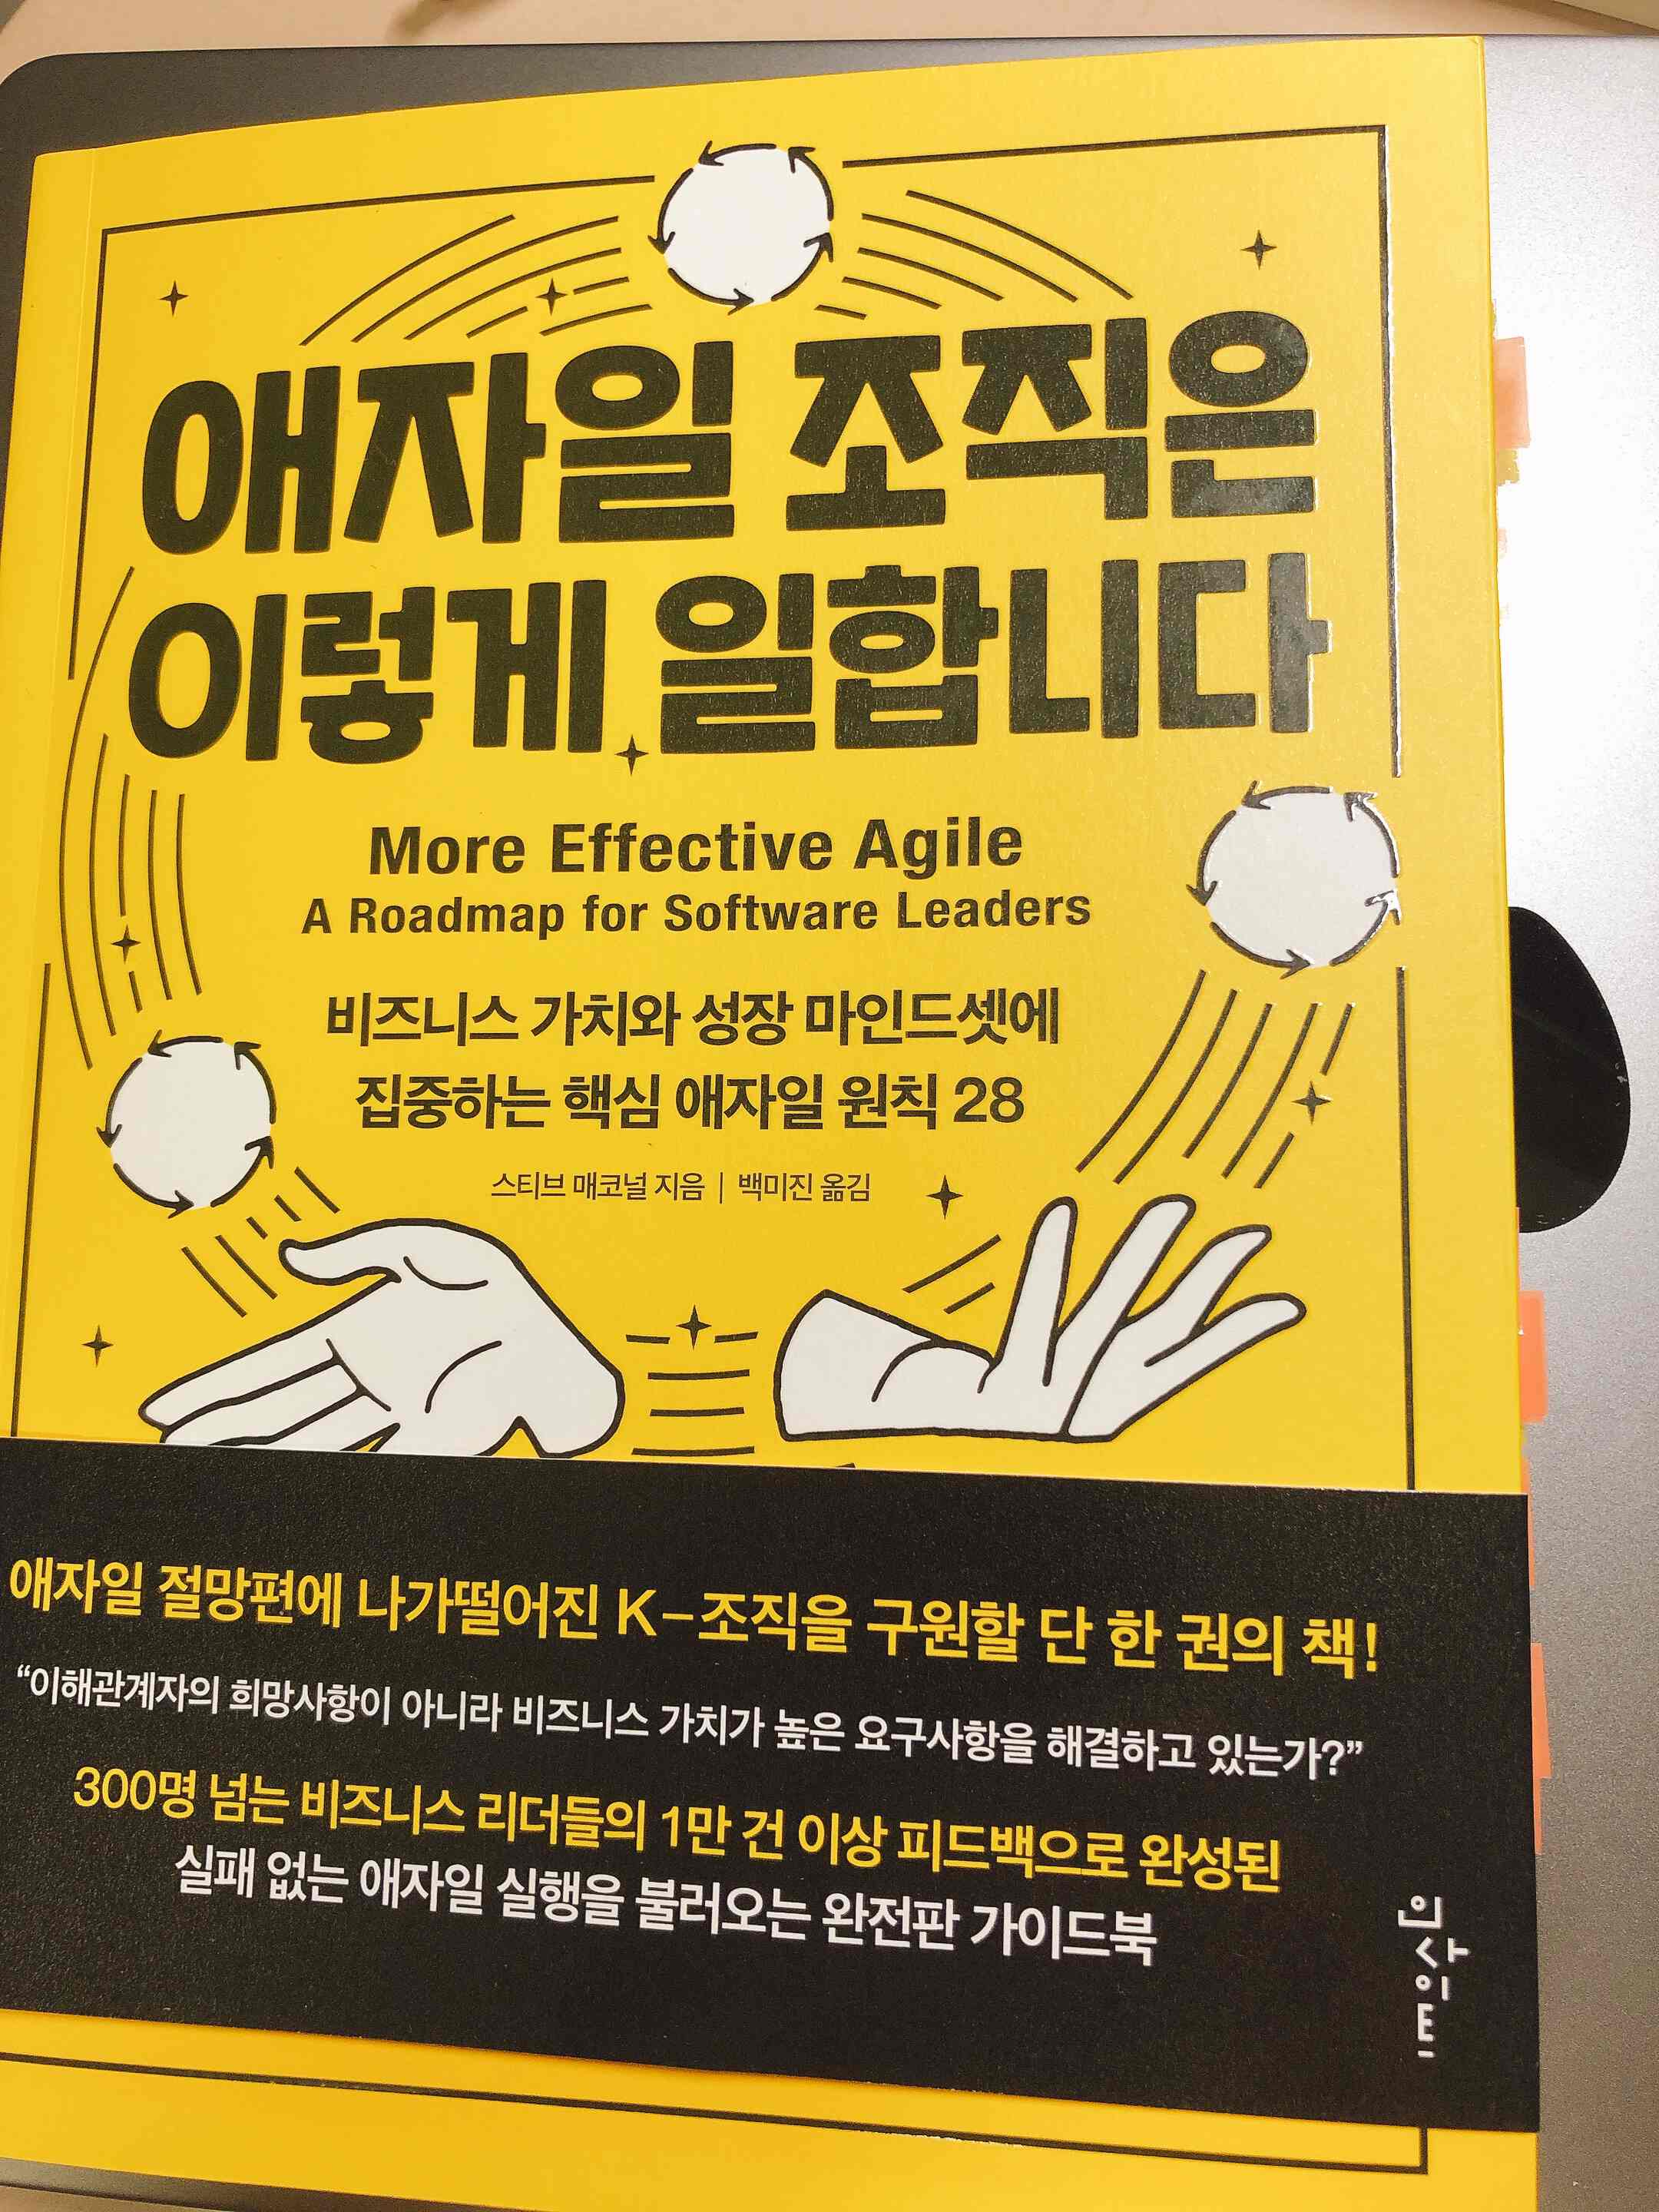 애자일 조직은
이렇게 일합니다
More Effective Agile
A Roadmap for Software Leaders
비즈니스 가치와 성장 마인드셋에
집중하는 핵심 애자일 원칙 28
스티브 매코널 지음 | 백미진 옮김
애자일 절망편에 나가떨어진 K-조직을 구원할 단 한 권의 책!
“이해관계자의 희망사항이 아니라 비즈니스 가치가 높은 요구사항을 해결하고 있는가?”
300명 넘는 비즈니스 리더들의 1만 건 이상 피드백으로 완성된
실패 없는 애자일 실행을 불러오는 완전판 가이드북
인사이트